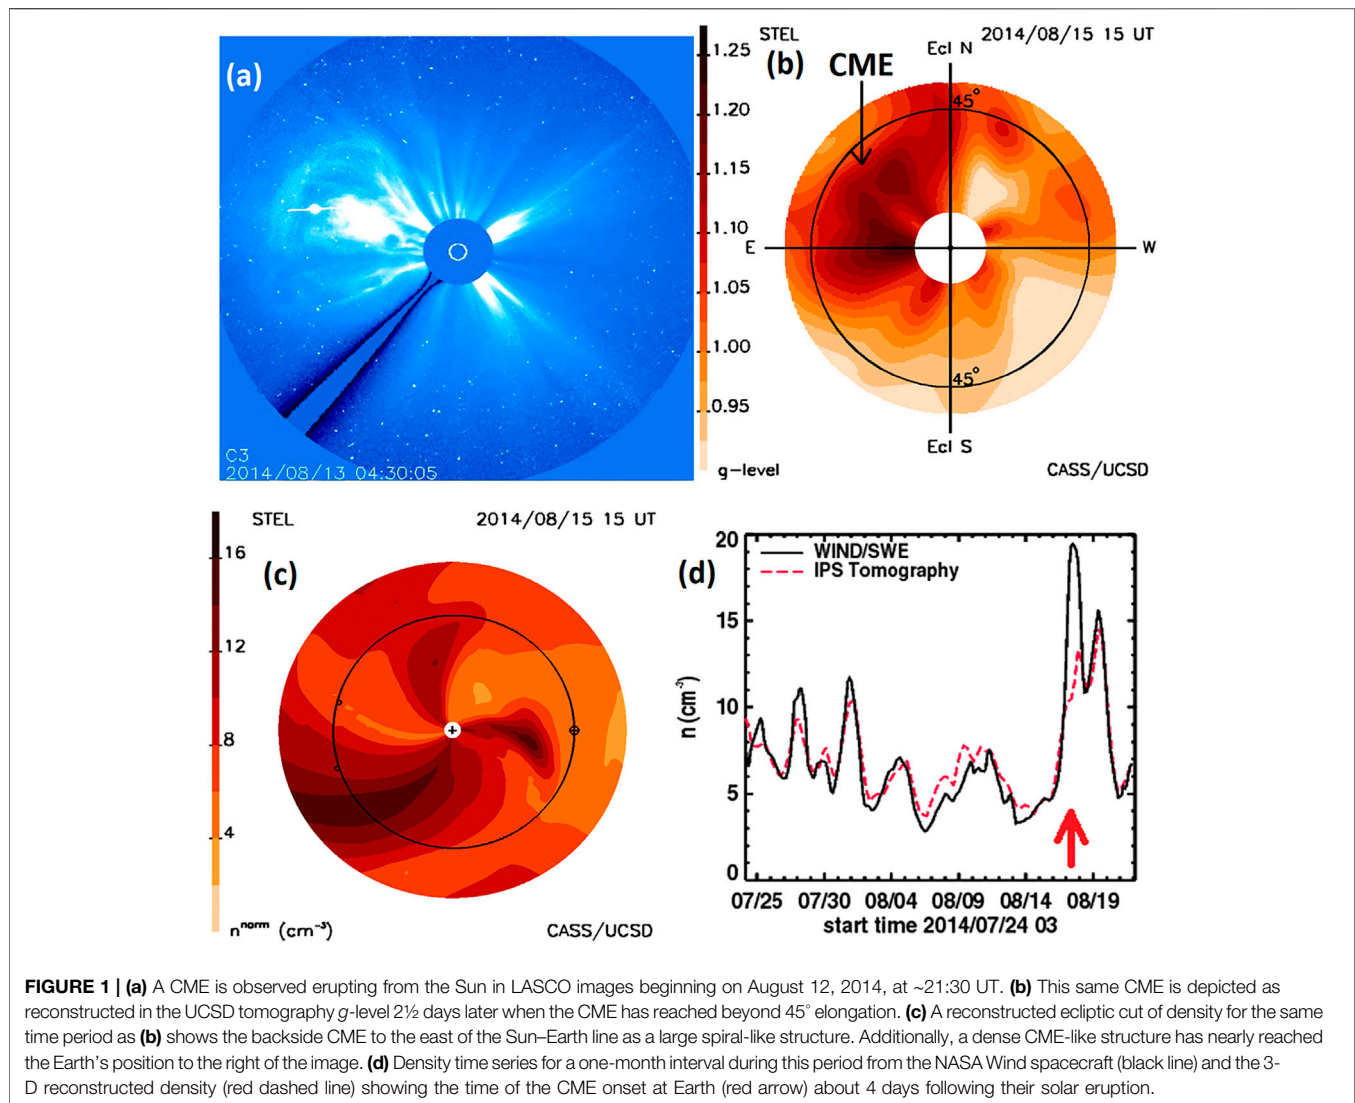 (a)
C3
2014/08/13 04:30:05
1.25
1.20
1.15
1.10
1.05
1.00
0.95
g-level
STEL
2014/08/15 15 UT
(b)
CME
Ecl N
45°
E
W
45°
Ecl S
CASS/UCSD
STEL
2014/08/15 15 UT
(c)
16
12
8
4
n^norm (cm^-3)
CASS/UCSD
(d)
WIND/SWE
IPS Tomography
n (cm^-3)
20
15
10
5
0
07/25 07/30 08/04 08/09 08/14 08/19
start time 2014/07/24 03
FIGURE 1 | (a) A CME is observed erupting from the Sun in LASCO images beginning on August 12, 2014, at ~21:30 UT. (b) This same CME is depicted as
reconstructed in the UCSD tomography g-level 2½ days later when the CME has reached beyond 45° elongation. (c) A reconstructed ecliptic cut of density for the same
time period as (b) shows the backside CME to the east of the Sun–Earth line as a large spiral-like structure. Additionally, a dense CME-like structure has nearly reached
the Earth's position to the right of the image. (d) Density time series for a one-month interval during this period from the NASA Wind spacecraft (black line) and the 3-
D reconstructed density (red dashed line) showing the time of the CME onset at Earth (red arrow) about 4 days following their solar eruption.